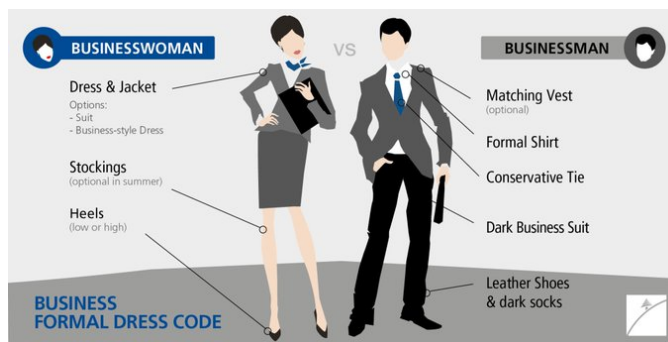 BUSINESSWOMAN
VS
BUSINESSMAN
Dress & Jacket
Options:
- Suit
- Business-style Dress
Stockings
(optional in summer)
Heels
(low or high)
Matching Vest
(optional)
Formal Shirt
Conservative Tie
Dark Business Suit
Leather Shoes
& dark socks
BUSINESS
FORMAL DRESS CODE